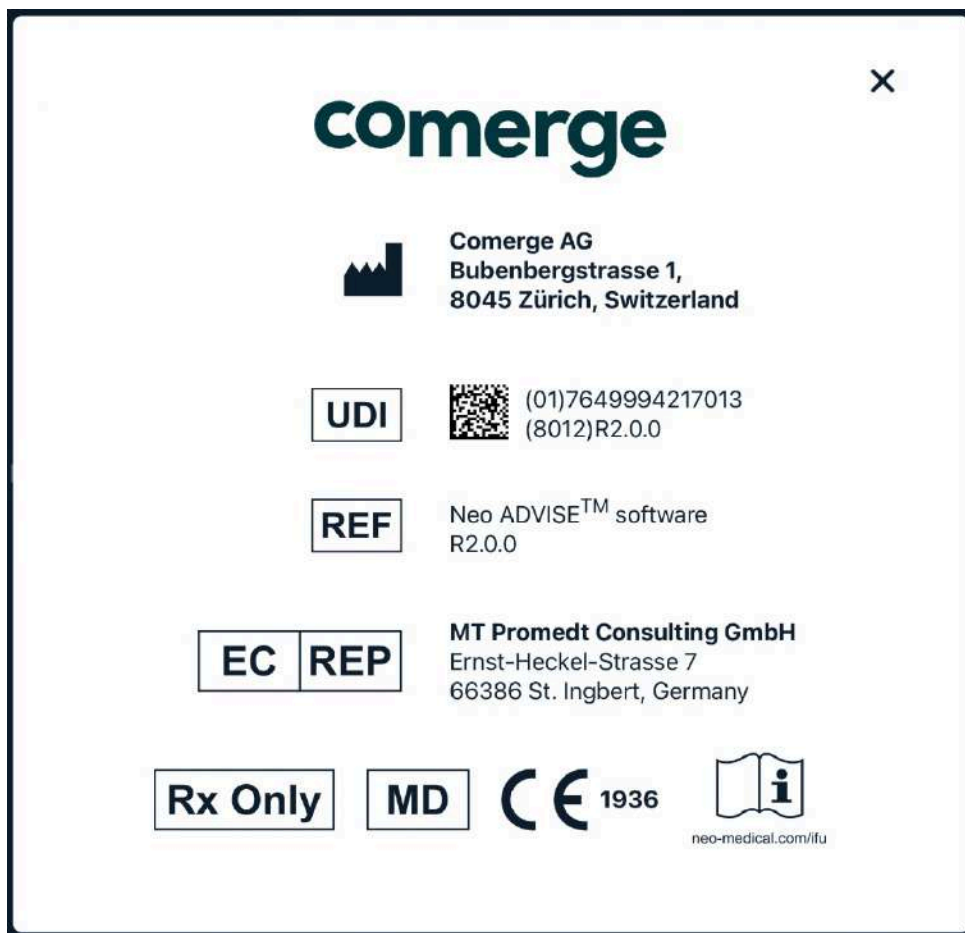 comerge
Comerge AG
Bubenbergstrasse 1,
8045 Zürich, Switzerland
UDI
(01)7649994217013
(8012)R2.0.0
REF
Neo ADVISE™ software
R2.0.0
EC REP
MT Promedt Consulting GmbH
Ernst-Heckel-Strasse 7
66386 St. Ingbert, Germany
Rx Only
MD
CE 1936
i
neo-medical.com/ifu